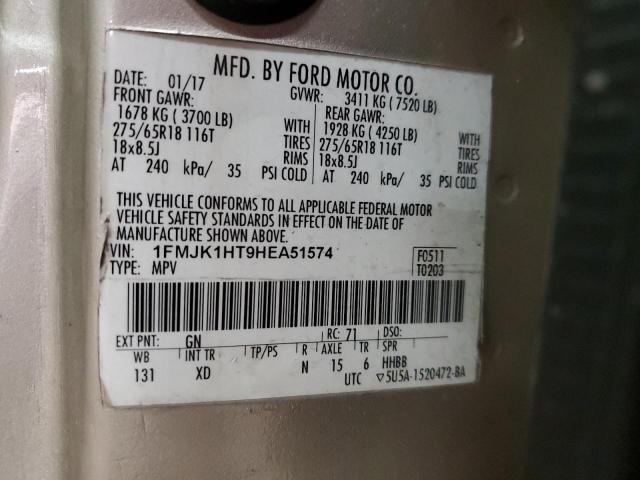 MFD. BY FORD MOTOR CO.
DATE: 01/17 GVWR: 3411 KG ( 7520 LB)
FRONT GAWR: REAR GAWR:
1678 KG ( 3700 LB) WITH 1928 KG ( 4250 LB) WITH
275/65R18 116T TIRES 275/65R18 116T TIRES
18x8.5J RIMS 18x8.5J RIMS
AT 240 kPa/ 35 PSI COLD AT 240 kPa/ 35 PSI COLD
THIS VEHICLE CONFORMS TO ALL APPLICABLE FEDERAL MOTOR
VEHICLE SAFETY STANDARDS IN EFFECT ON THE DATE OF
MANUFACTURE SHOWN ABOVE.
VIN: 1FMJK1HT9HEA51574 F0511
TYPE: MPV T0203
EXT PNT: GN RC: 71 DSO:
WB INT TR TP/PS R AXLE TR SPR
131 XD N 15 6 HHBB
UTC ▽5U5A-1520472-BA